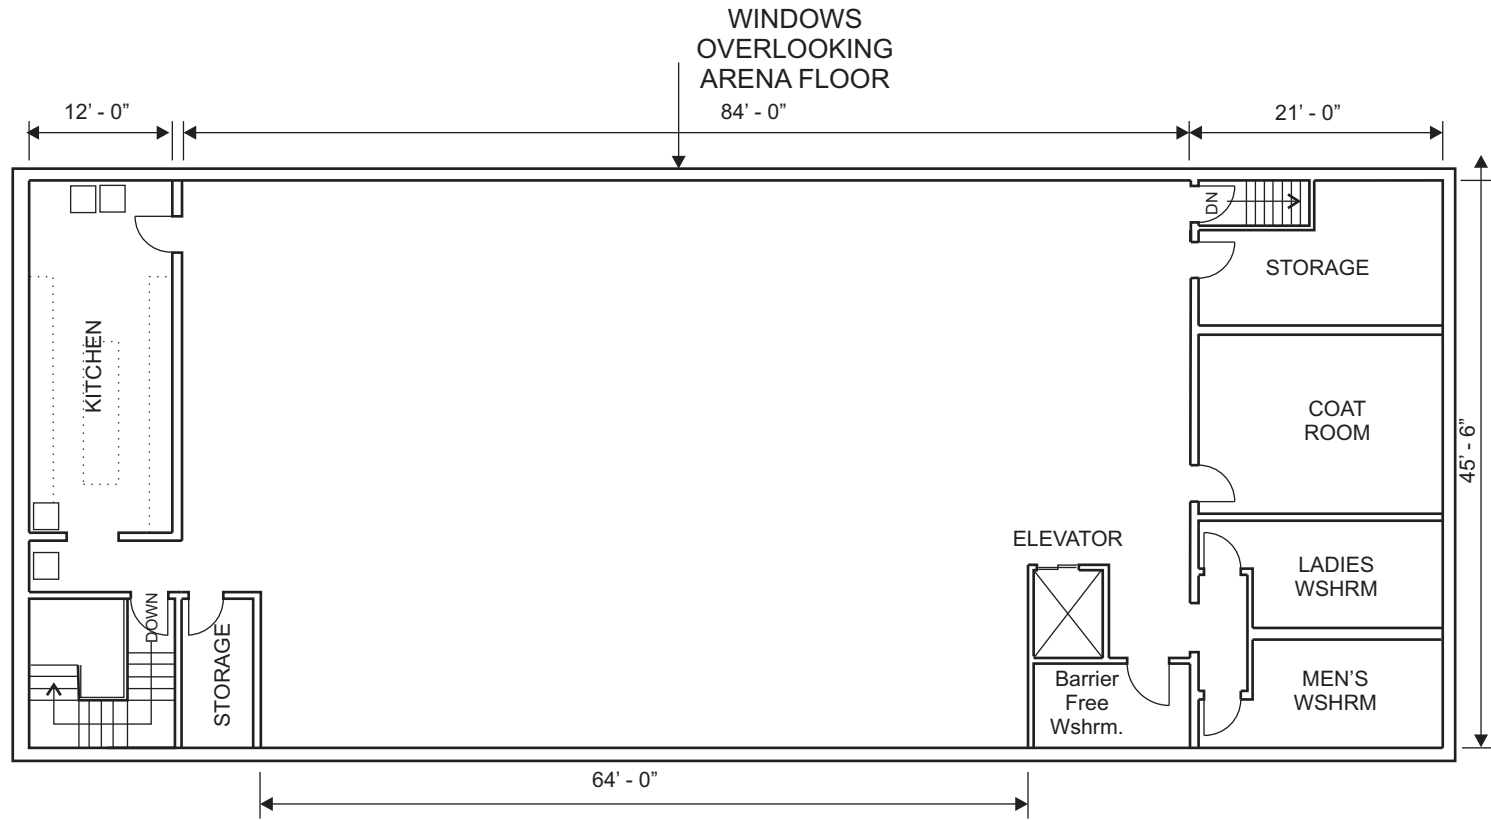 WINDOWS
OVERLOOKING
ARENA FLOOR
12’ - 0”
84’ - 0”
21’ - 0”
DN
STORAGE
KITCHEN
COAT
ROOM
45’ - 6”
ELEVATOR
LADIES
WSHRM
DOWN
STORAGE
Barrier
Free
Wshrm.
MEN’S
WSHRM
64’ - 0”